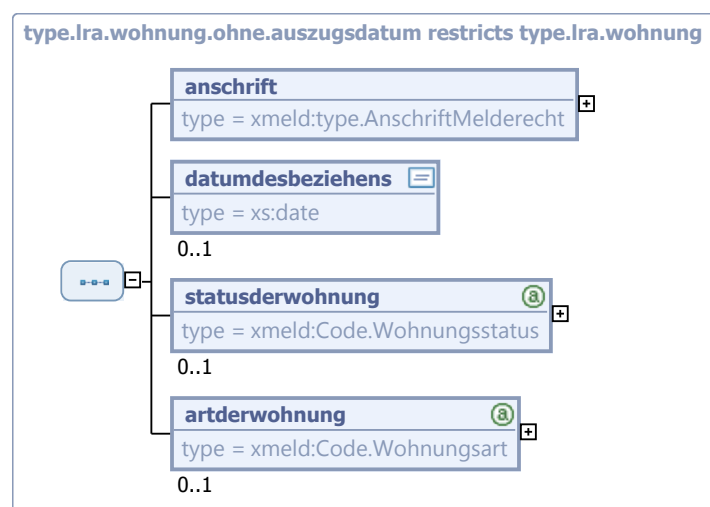 type.lra.wohnung.ohne.auszugsdatum restricts type.lra.wohnung
anschrift
type = xmeld:type.AnschriftMelderecht
datumdesbeziehens
type = xs:date
0..1
statusderwohnung
type = xmeld:Code.Wohnungsstatus
0..1
artderwohnung
type = xmeld:Code.Wohnungsart
0..1